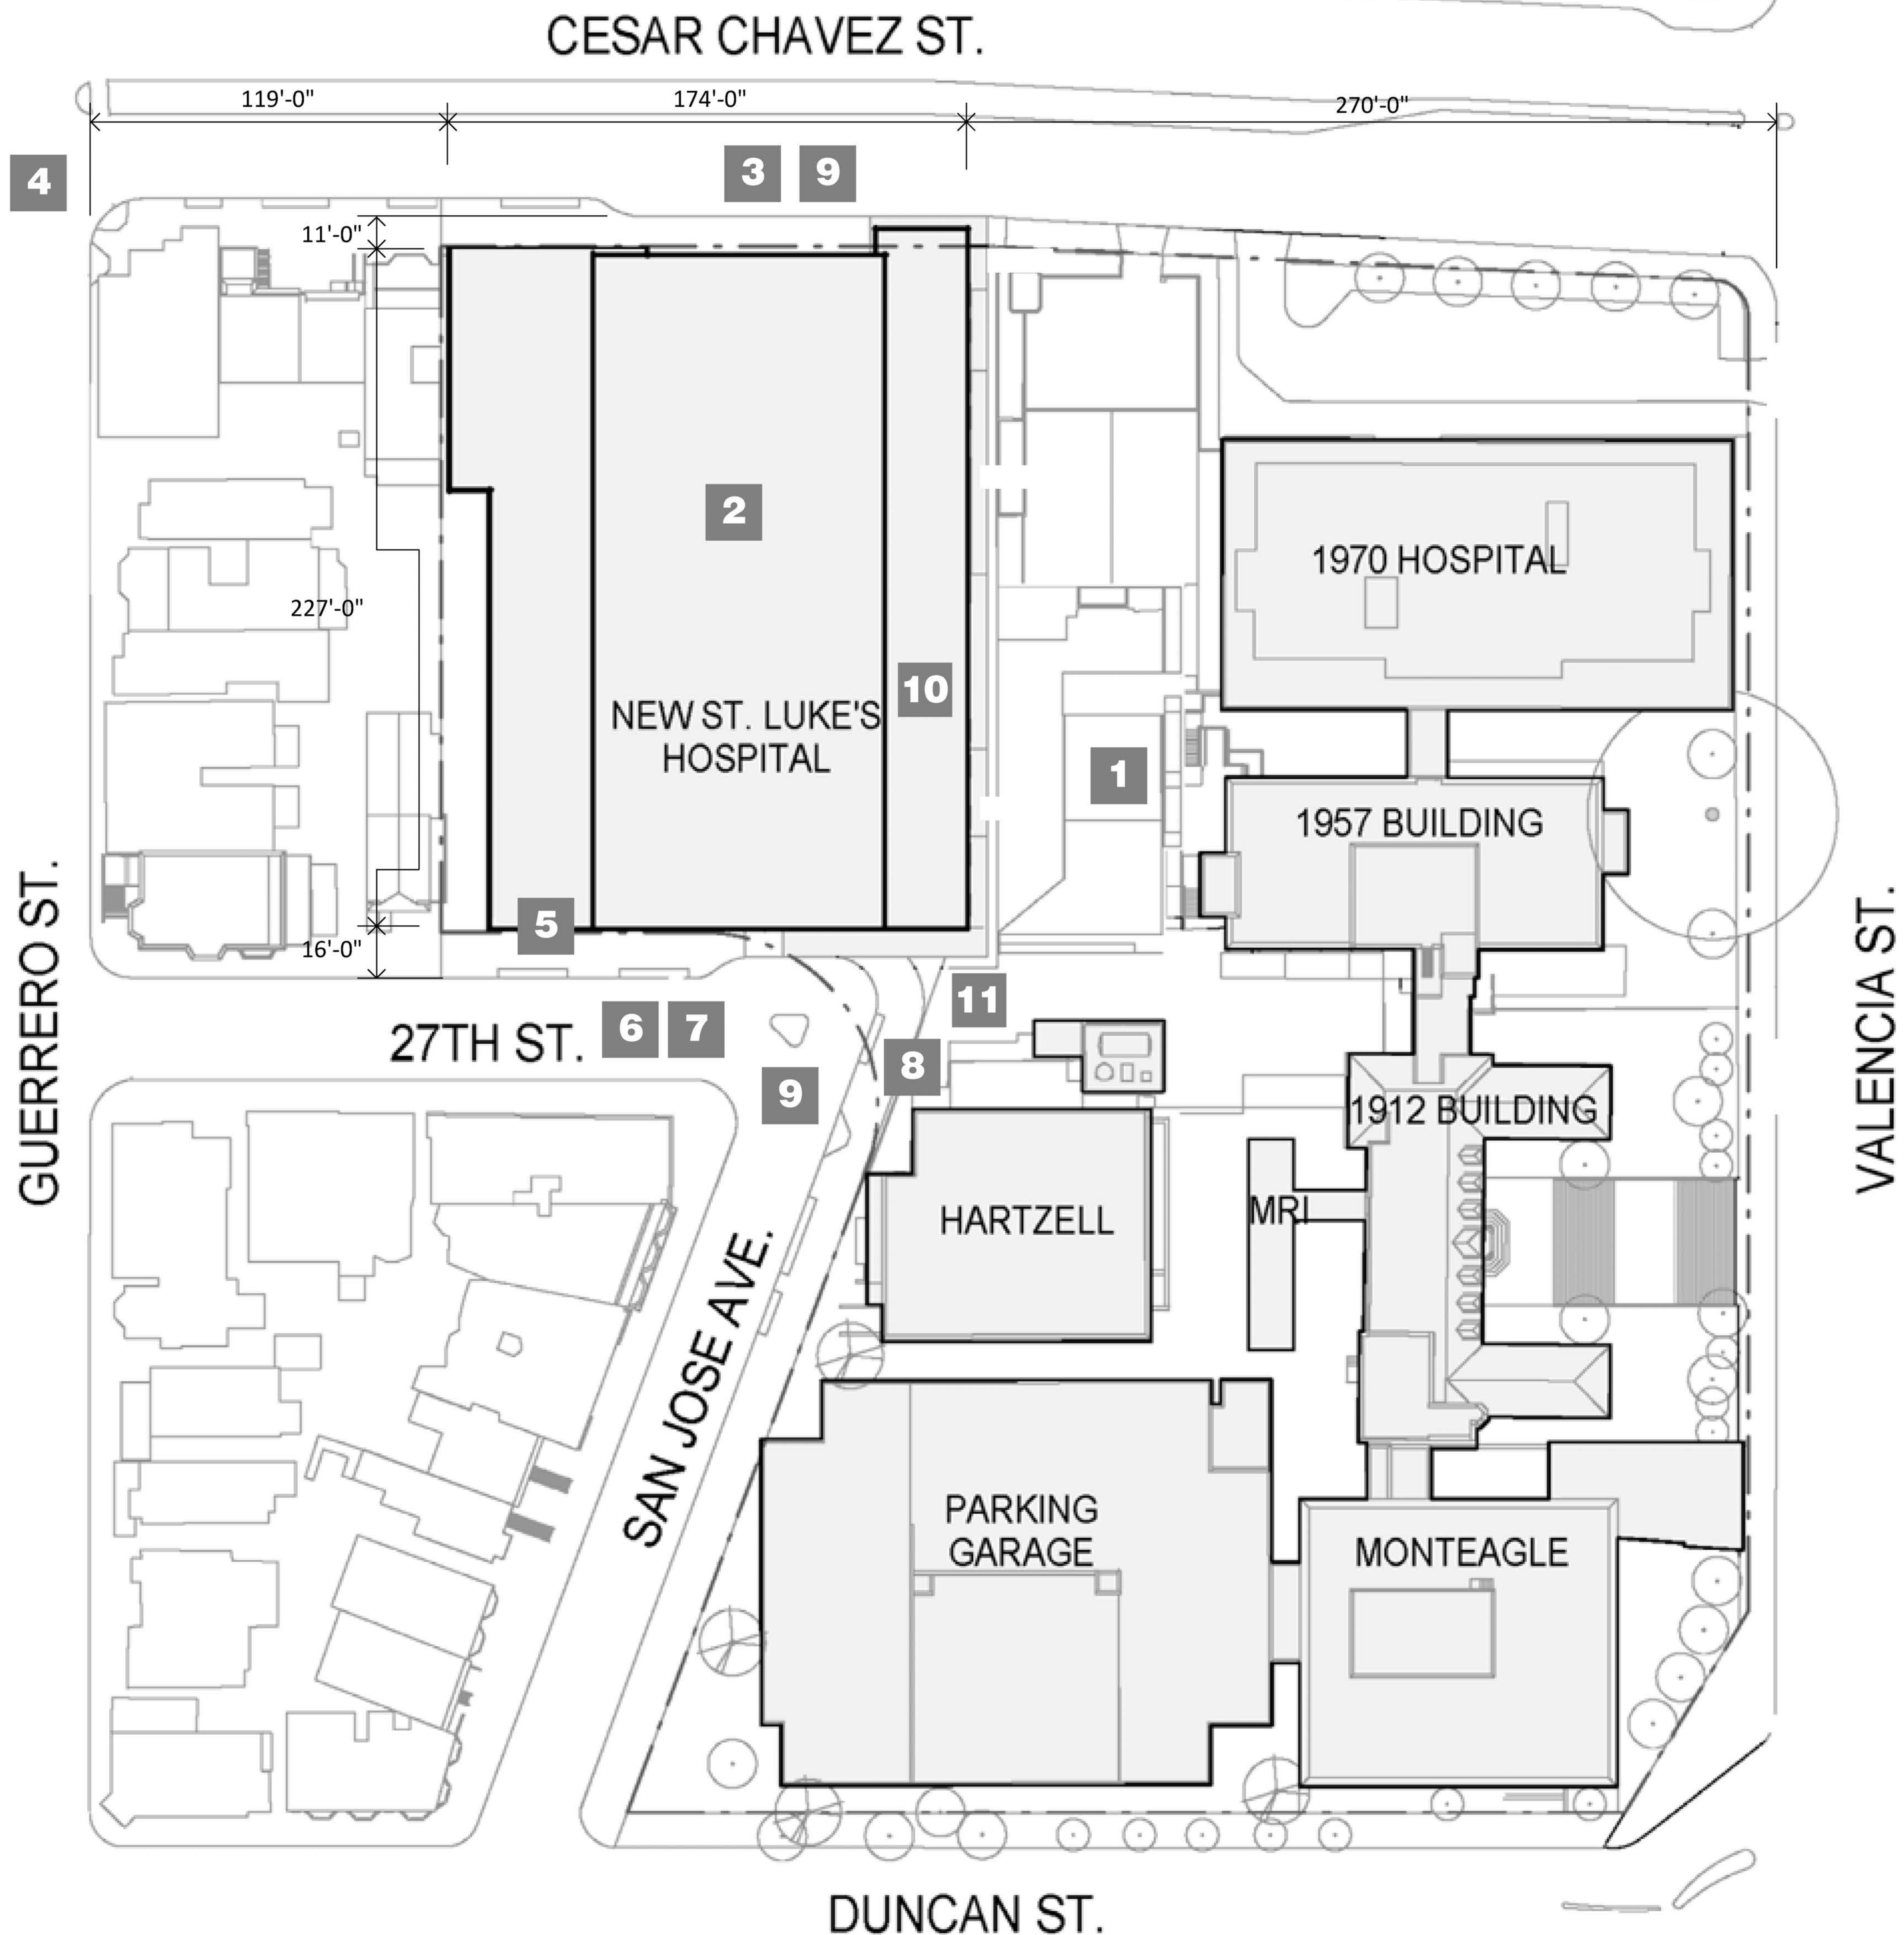 CESAR CHAVEZ ST.
119'-0"
174'-0"
270'-0"
4
3
9
11'-0"
2
1970 HOSPITAL
227'-0"
10
NEW ST. LUKE'S
HOSPITAL
1
1957 BUILDING
GUERRERO ST.
VALENCIA ST.
5
16'-0"
11
27TH ST.
6
7
8
9
1912 BUILDING
HARTZELL
MRI
SAN JOSE AVE.
PARKING
GARAGE
MONTEAGLE
DUNCAN ST.